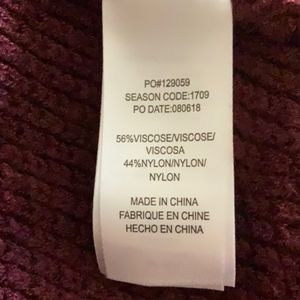 PO#129059
SEASON CODE:1709
PO DATE:080618
56%VISCOSE/VISCOSE/
VISCOSA
44%NYLON/NYLON/
NYLON
MADE IN CHINA
FABRIQUE EN CHINE
HECHO EN CHINA